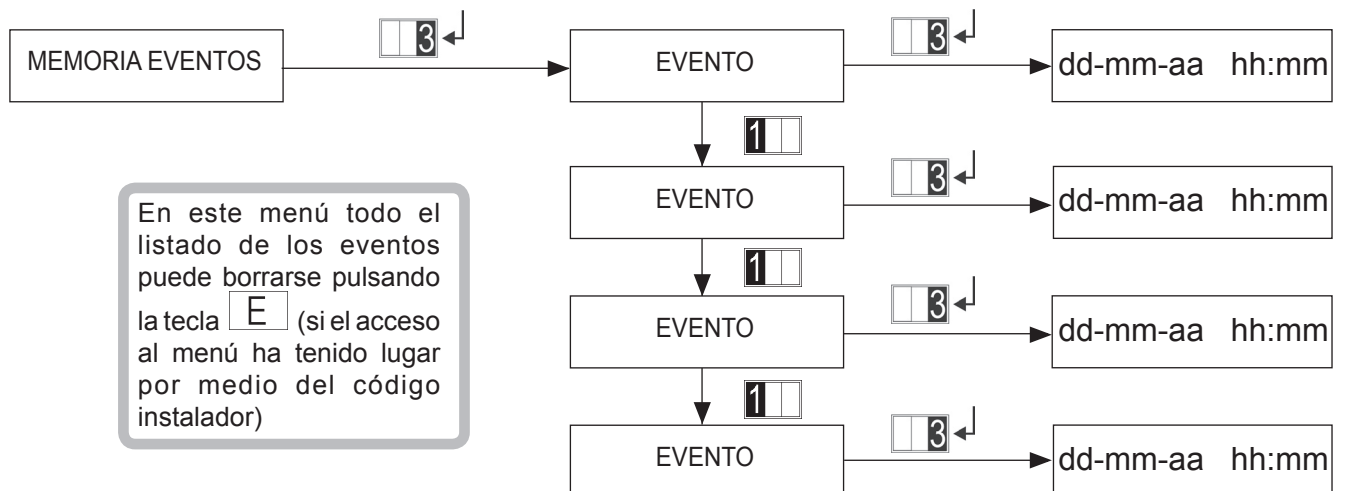 3
3
MEMORIA EVENTOS
EVENTO
dd-mm-aa hh:mm
1
3
EVENTO
dd-mm-aa hh:mm
En este menú todo el
listado de los eventos
puede borrarse pulsando
la tecla E (si el acceso
al menú ha tenido lugar
por medio del código
instalador)
1
3
EVENTO
dd-mm-aa hh:mm
1
3
EVENTO
dd-mm-aa hh:mm